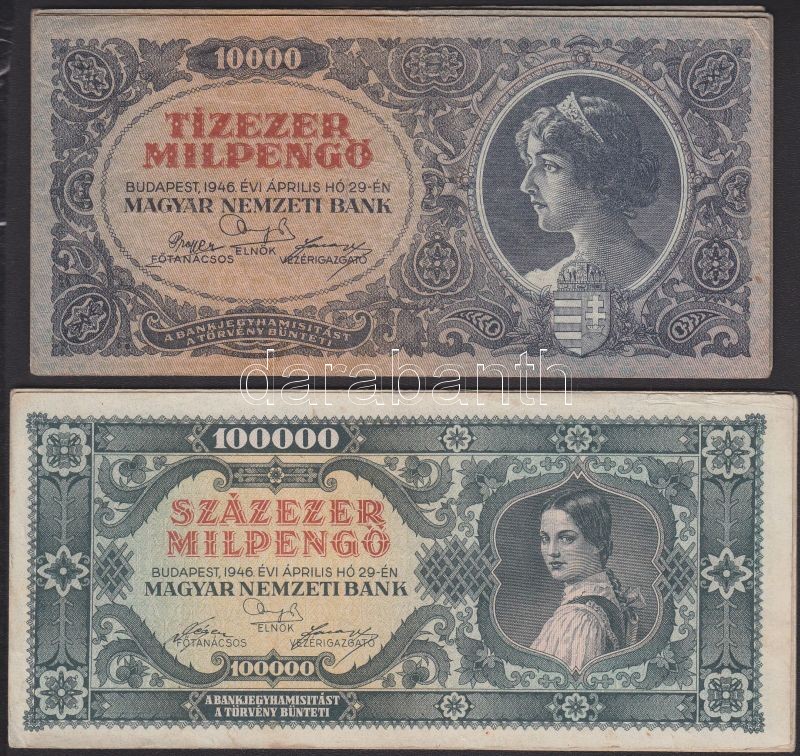 10000
TÍZEZER
MILPENGŐ
BUDAPEST, 1946. ÉVI ÁPRILIS HÓ 29-ÉN
MAGYAR NEMZETI BANK
FŐTANÁCSOS
ELNÖK
VEZÉRIGAZGATÓ
A BANKJEGYHAMISITÁST
A TÖRVÉNY BÜNTETI
darabanth
100000
SZÁZEZER
MILPENGŐ
BUDAPEST, 1946. ÉVI ÁPRILIS HÓ 29-ÉN
MAGYAR NEMZETI BANK
FŐTANÁCSOS
ELNÖK
VEZÉRIGAZGATÓ
100000
A BANKJEGYHAMISITÁST
A TÖRVÉNY BÜNTETI